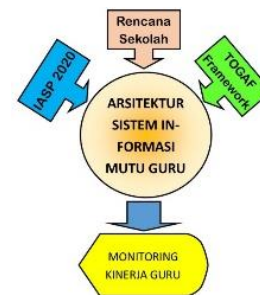 Rencana
Sekolah
IASP 2020
TOGAF
Framework
ARSITEKTUR
SISTEM IN-
FORMASI
MUTU GURU
MONITORING
KINERJA GURU